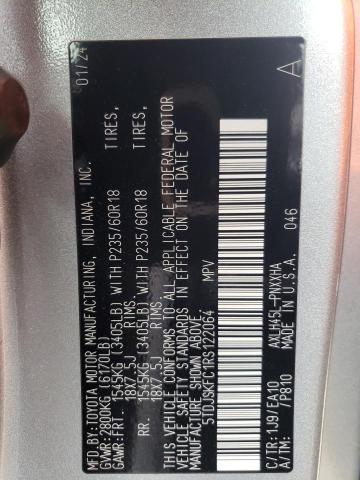 MFD. BY: TOYOTA MOTOR MANUFACTURING, INDIANA, INC. 01/24
GVWR: 2800KG (6170LB)
GAWR: FRT. 1545KG (3405LB) WITH P235/60R18 TIRES,
18X7.5J RIMS,
RR. 1545KG (3405LB) WITH P235/60R18 TIRES,
18X7.5J RIMS.
THIS VEHICLE CONFORMS TO ALL APPLICABLE FEDERAL MOTOR
VEHICLE SAFETY STANDARDS IN EFFECT ON THE DATE OF
MANUFACTURE SHOWN ABOVE.
5TDUJ9KFC1RS122064 MPV
A
C/TR: 1J9/EA10 AXLH45L-PNXXHA 046
A/TM: /P810 MADE IN U.S.A.